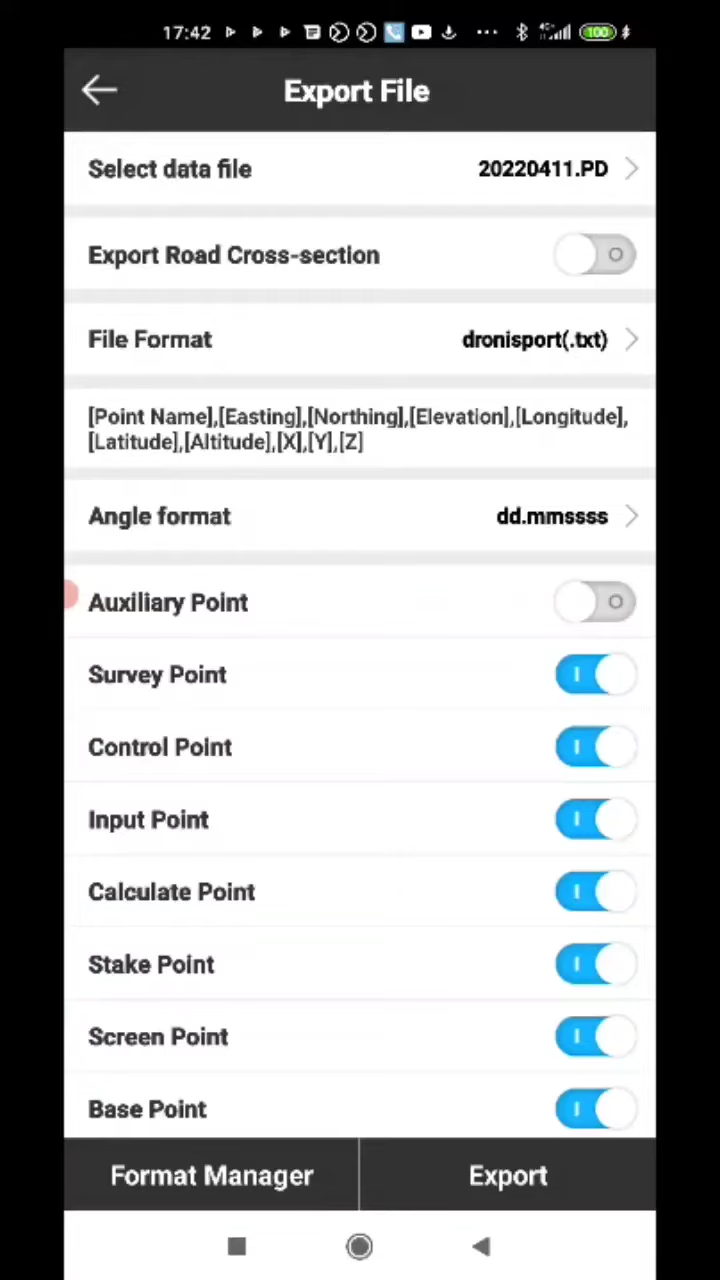 17:42
Export File
Select data file 20220411.PD
Export Road Cross-section
File Format dronisport(.txt)
[Point Name],[Easting],[Northing],[Elevation],[Longitude],
[Latitude],[Altitude],[X],[Y],[Z]
Angle format dd.mmssss
Auxiliary Point
Survey Point
Control Point
Input Point
Calculate Point
Stake Point
Screen Point
Base Point
Format Manager Export